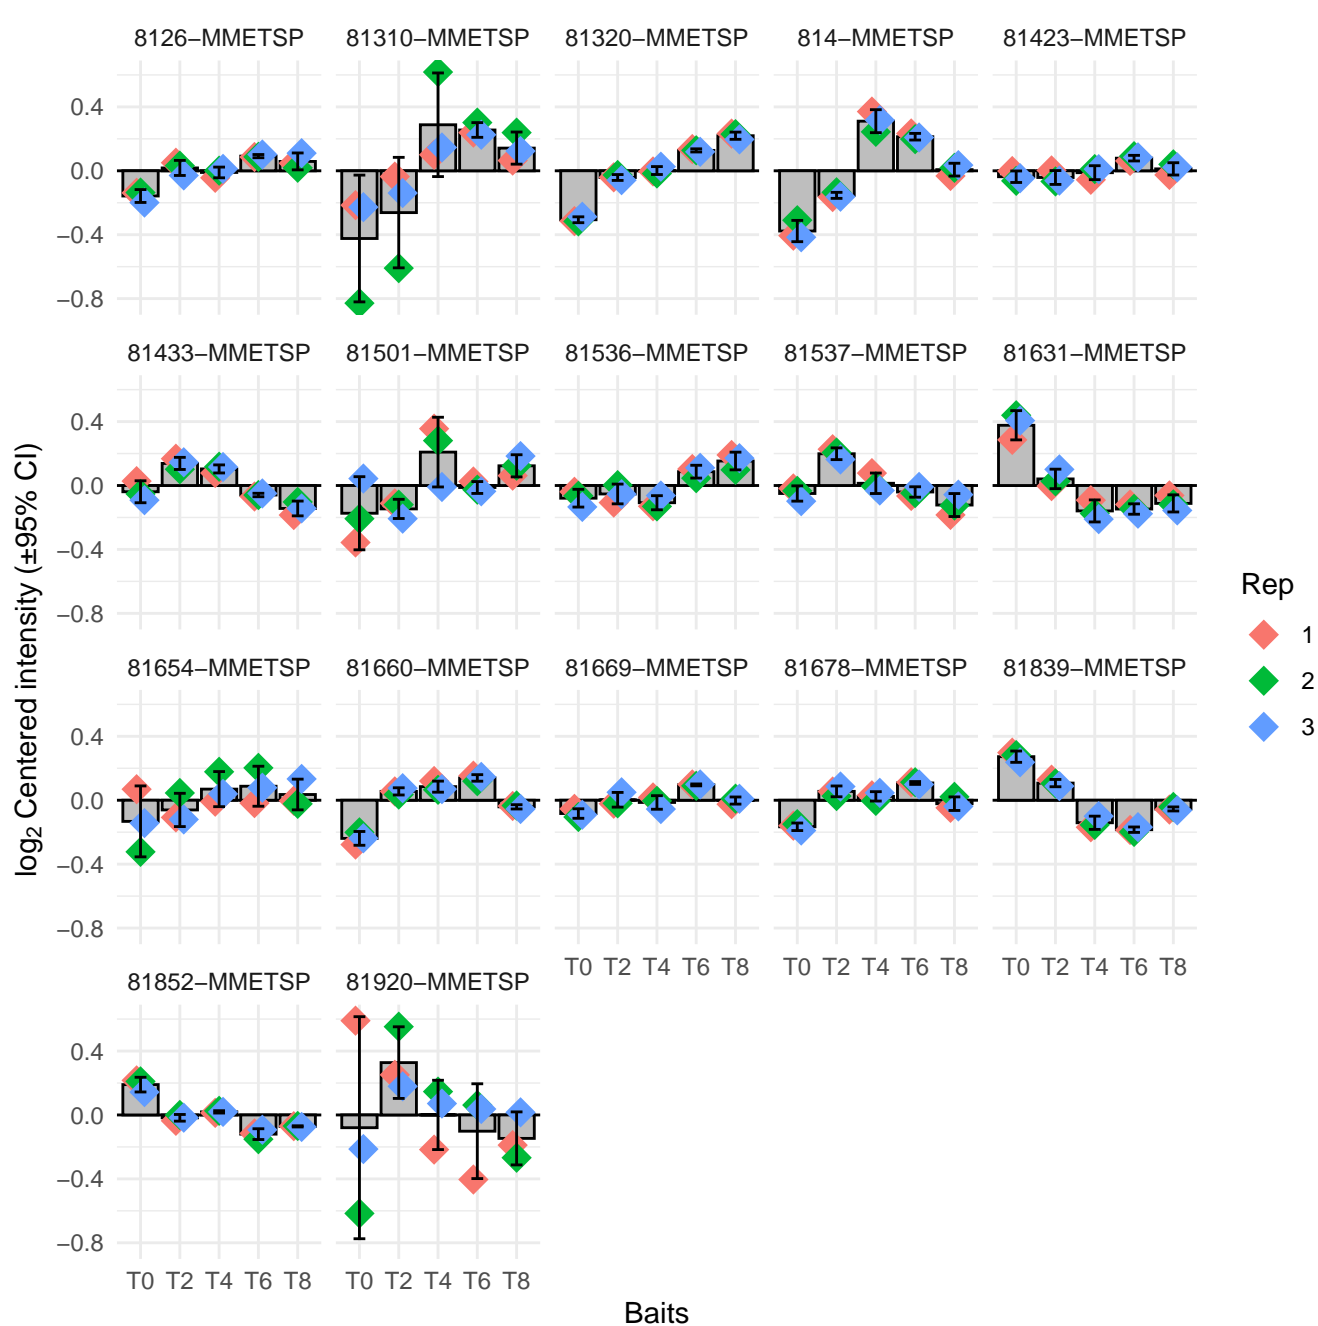 8126−MMETSP 81310−MMETSP 81320−MMETSP 814−MMETSP 81423−MMETSP
0.4
0.0
−0.4
−0.8
81433−MMETSP 81501−MMETSP 81536−MMETSP 81537−MMETSP 81631−MMETSP
0.4
0.0
−0.4
−0.8
81654−MMETSP 81660−MMETSP 81669−MMETSP 81678−MMETSP 81839−MMETSP
0.4
0.0
−0.4
−0.8
T0 T2 T4 T6 T8 T0 T2 T4 T6 T8 T0 T2 T4 T6 T8
81852−MMETSP 81920−MMETSP
0.4
0.0
−0.4
−0.8
T0 T2 T4 T6 T8 T0 T2 T4 T6 T8
Baits
log₂ Centered intensity (±95% CI)
Rep
1
2
3